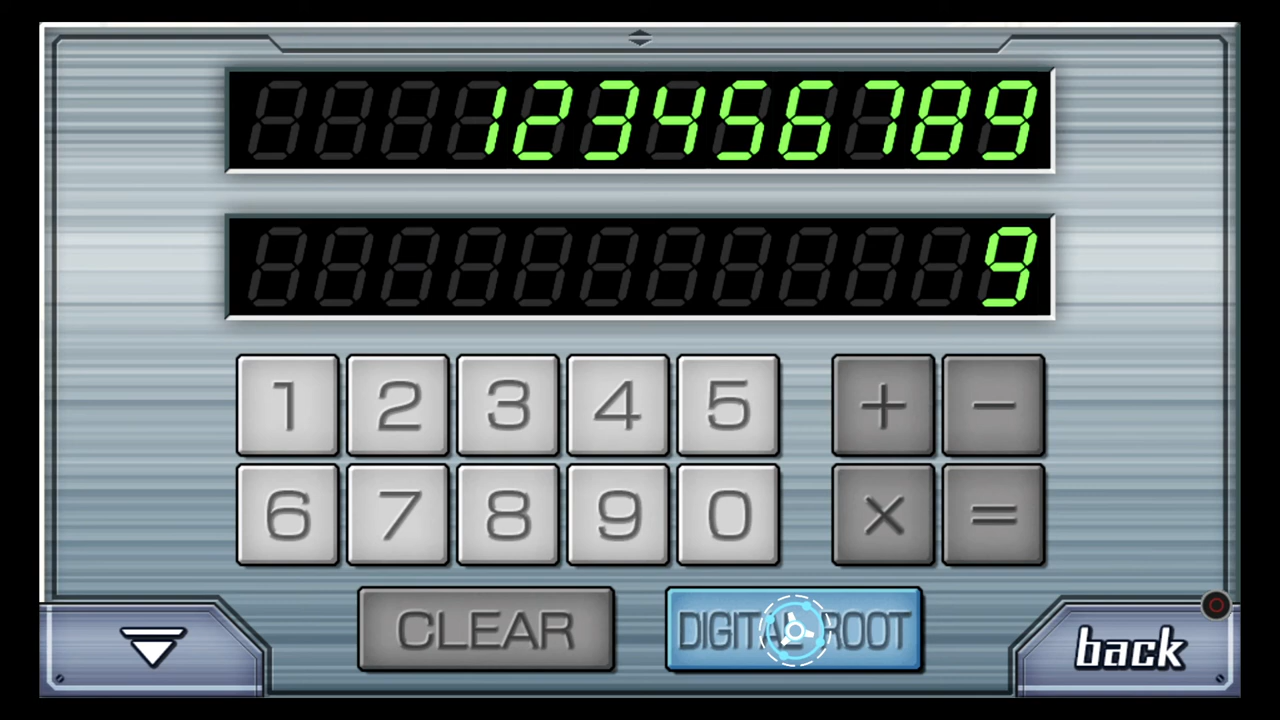 123456789
9
1 2 3 4 5 + −
6 7 8 9 0 × =
CLEAR DIGITAL ROOT
back